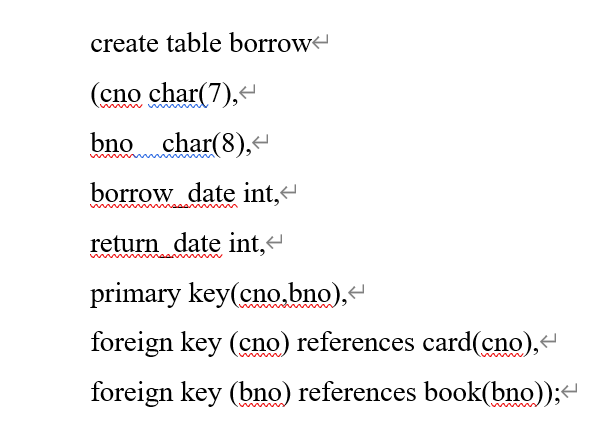 create table borrow
(cno char(7),
bno  char(8),
borrow_date int,
return_date int,
primary key(cno,bno),
foreign key (cno) references card(cno),
foreign key (bno) references book(bno));